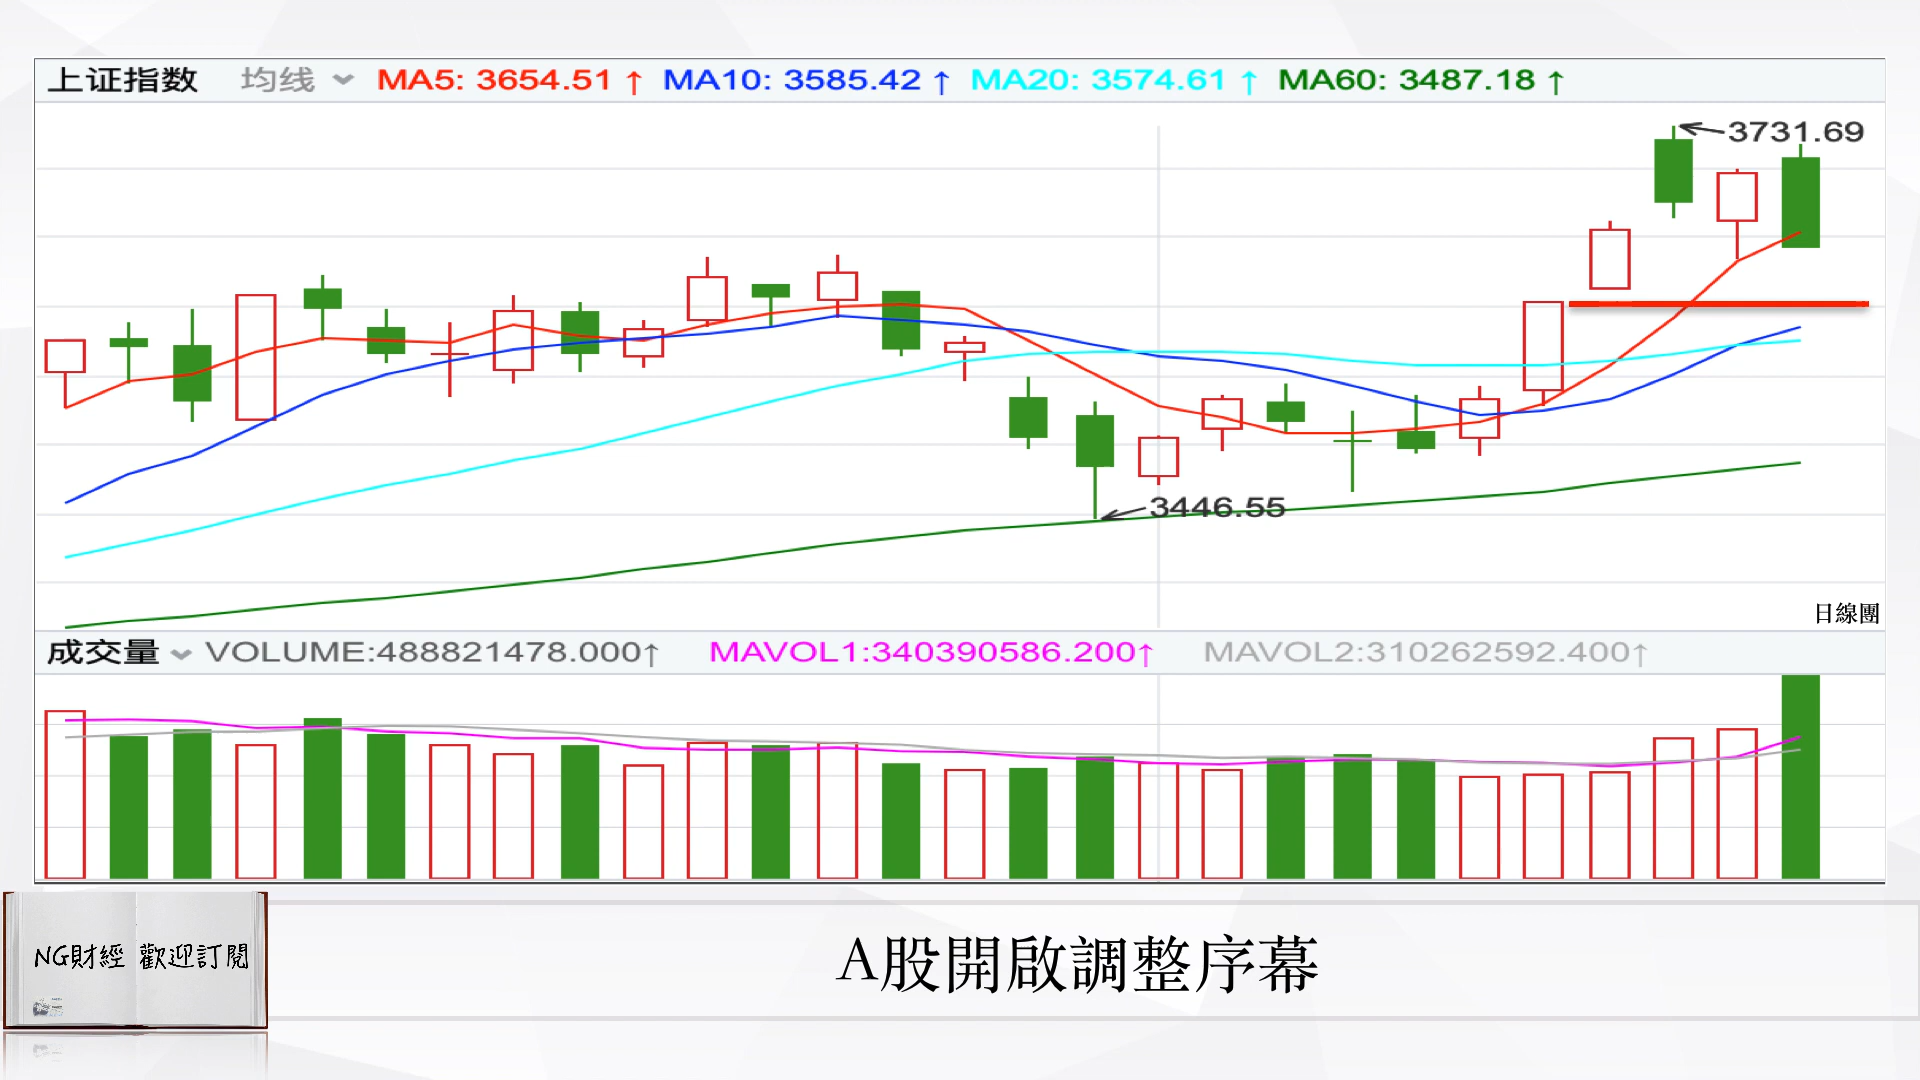 上证指数 均线 MA5: 3654.51 ↑ MA10: 3585.42 ↑ MA20: 3574.61 ↑ MA60: 3487.18 ↑
3731.69
3446.55
日線團
成交量 VOLUME:488821478.000↑ MAVOL1:340390586.200↑ MAVOL2:310262592.400↑
NG財經 歡迎訂閱
A股開啟調整序幕